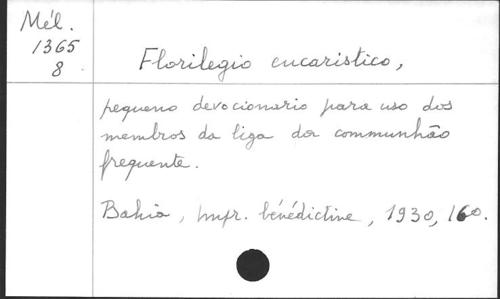 Mél.
1365
8
Florilegio eucaristico,
pequeno devocionario para uso dos
membros da liga da communhão
frequente.
Bahia, Impr. bénédictine, 1930, 160.